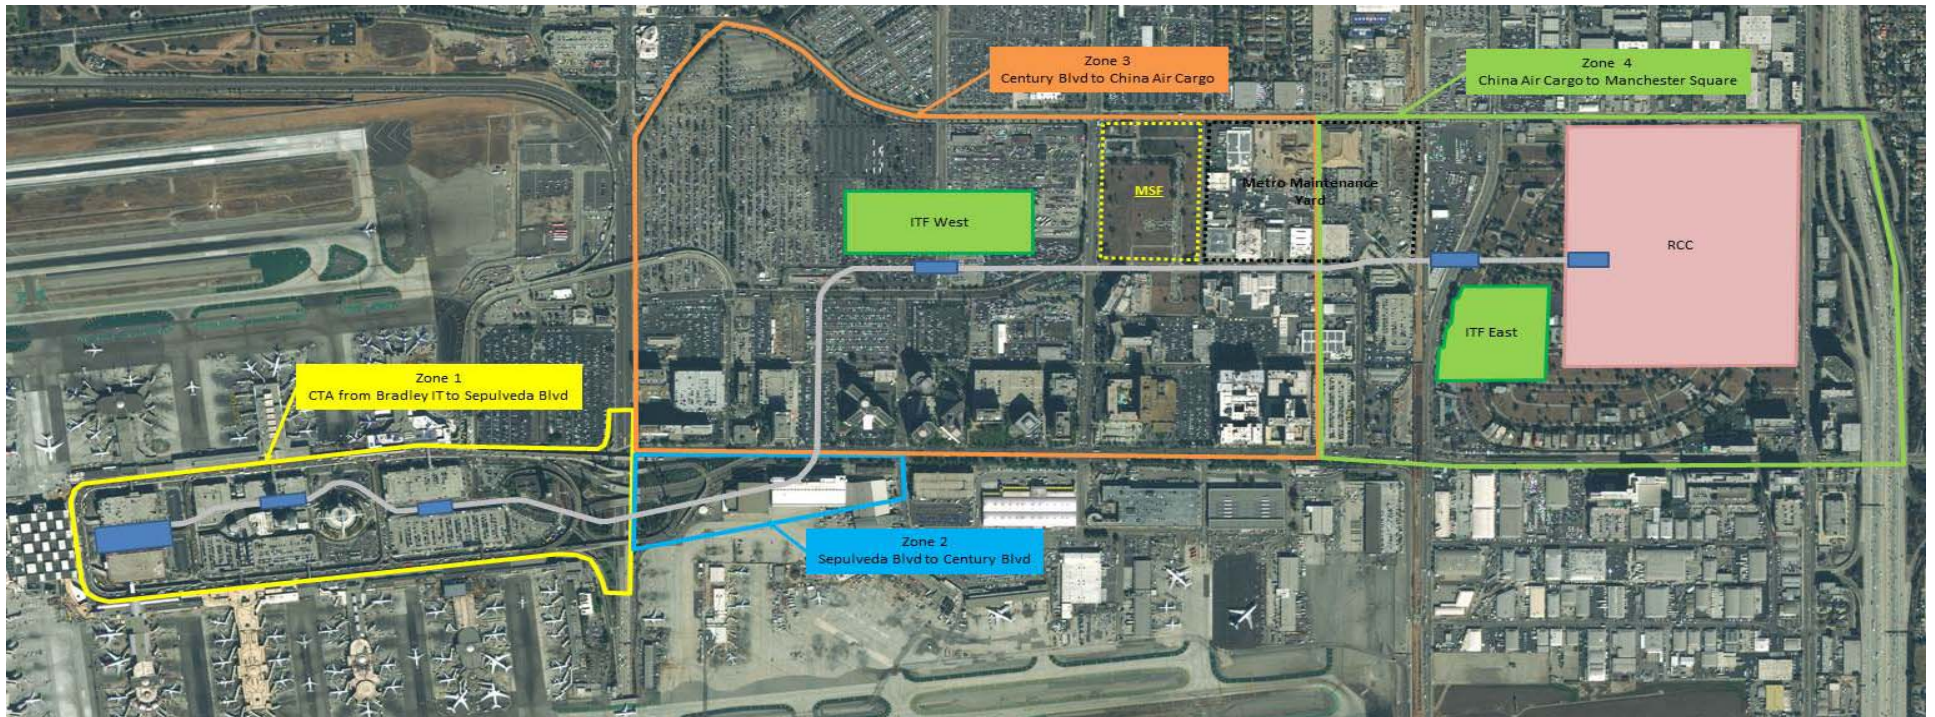 Zone 3
Century Blvd to China Air Cargo
Zone 4
China Air Cargo to Manchester Square
MSF
Metro Maintenance
Yard
ITF West
RCC
ITF East
Zone 1
CTA from Bradley IT to Sepulveda Blvd
Zone 2
Sepulveda Blvd to Century Blvd